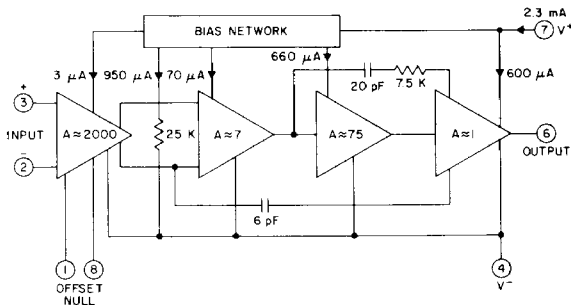 BIAS NETWORK
2.3 mA
7 V+
3 μA
950 μA
70 μA
660 μA
600 μA
20 pF
7.5 K
+
3
INPUT
−
2
A≈2000
25 K
A≈7
A≈75
A≈1
6
OUTPUT
6 pF
1
8
OFFSET
NULL
4
V−